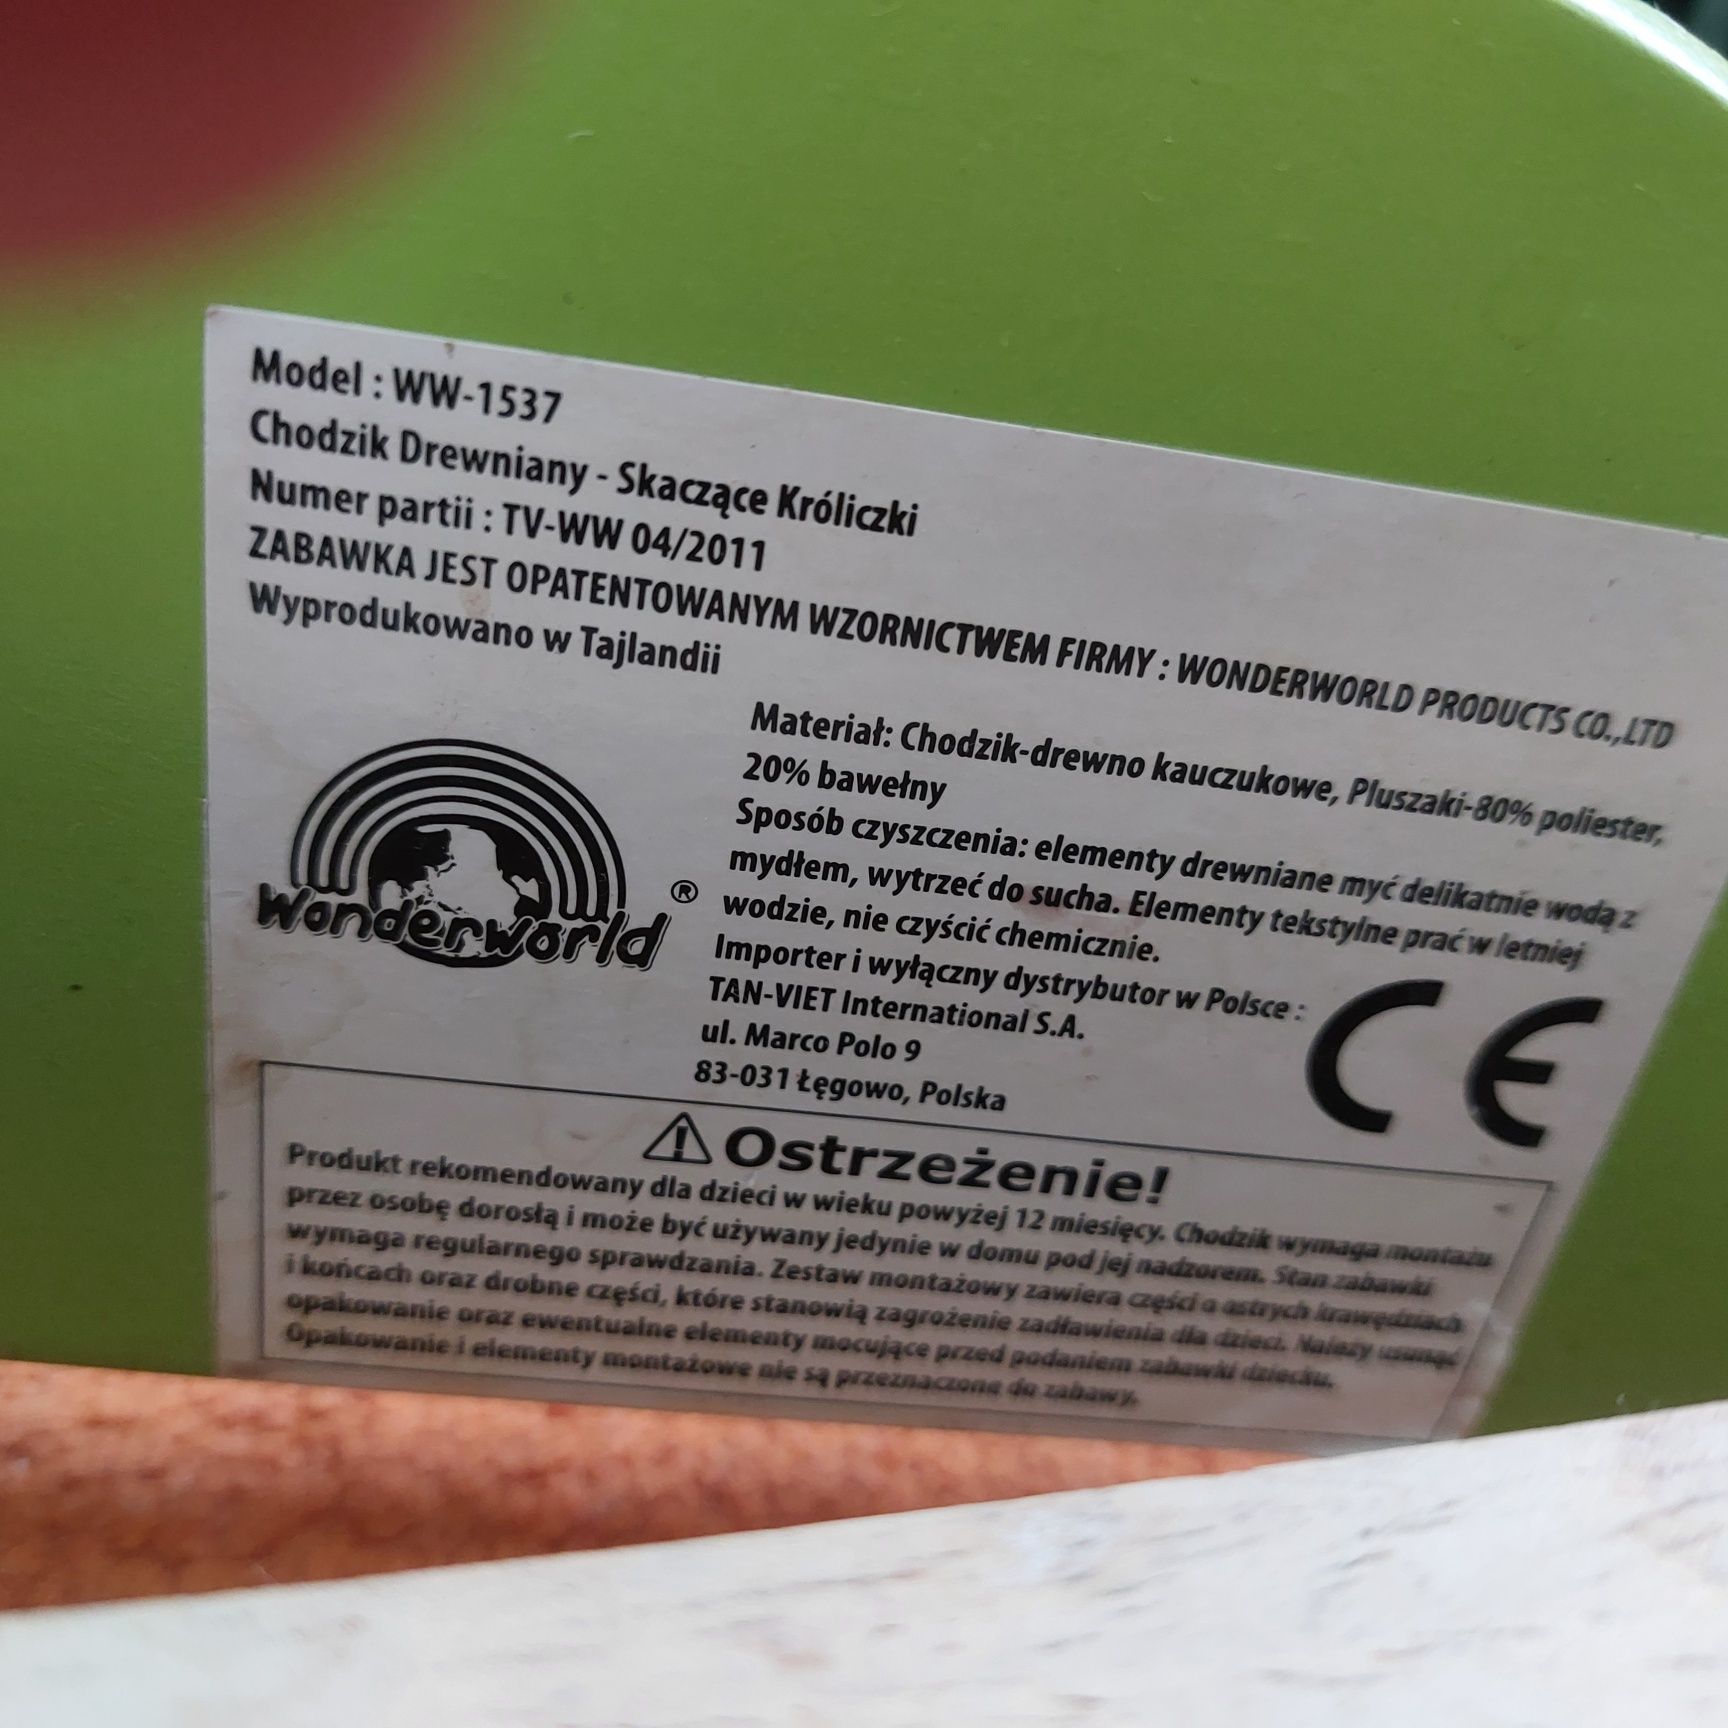 Model : WW-1537
Chodzik Drewniany - Skaczące Króliczki
Numer partii : TV-WW 04/2011
ZABAWKA JEST OPATENTOWANYM WZORNICTWEM FIRMY : WONDERWORLD PRODUCTS CO.,LTD
Wyprodukowano w Tajlandii
Materiał: Chodzik-drewno kauczukowe, Pluszaki-80% poliester,
20% bawełny
Sposób czyszczenia: elementy drewniane myć delikatnie wodą z
mydłem, wytrzeć do sucha. Elementy tekstylne prać w letniej
wodzie, nie czyścić chemicznie.
Importer i wyłączny dystrybutor w Polsce :
TAN-VIET International S.A.
ul. Marco Polo 9
83-031 Łęgowo, Polska
Wonderworld ®
CE
⚠ Ostrzeżenie!
Produkt rekomendowany dla dzieci w wieku powyżej 12 miesięcy. Chodzik wymaga montażu
przez osobę dorosłą i może być używany jedynie w domu pod jej nadzorem. Stan zabawki
wymaga regularnego sprawdzania. Zestaw montażowy zawiera części o ostrych krawędziach
i końcach oraz drobne części, które stanowią zagrożenie zadławienia dla dzieci. Należy usunąć
opakowanie oraz ewentualne elementy mocujące przed podaniem zabawki dziecku.
Opakowanie i elementy montażowe nie są przeznaczone do zabawy.